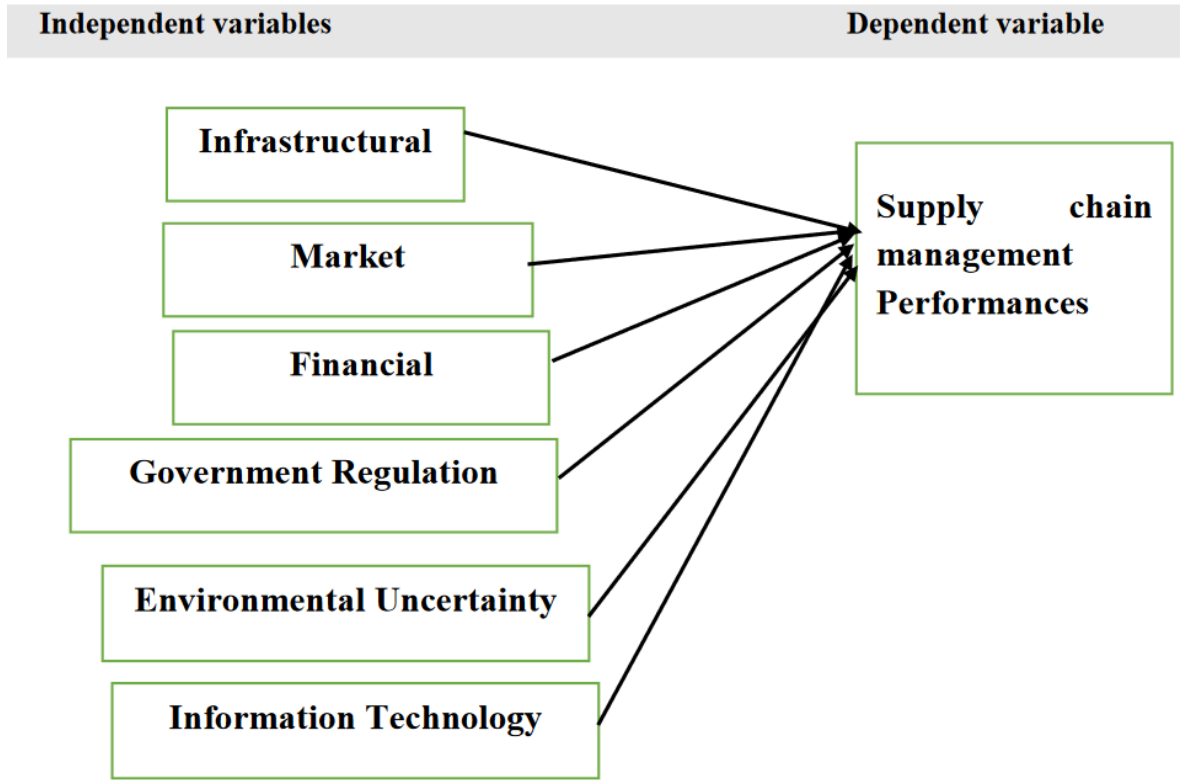 Independent variables
Dependent variable
Infrastructural
Market
Financial
Government Regulation
Environmental Uncertainty
Information Technology
Supply chain
management
Performances